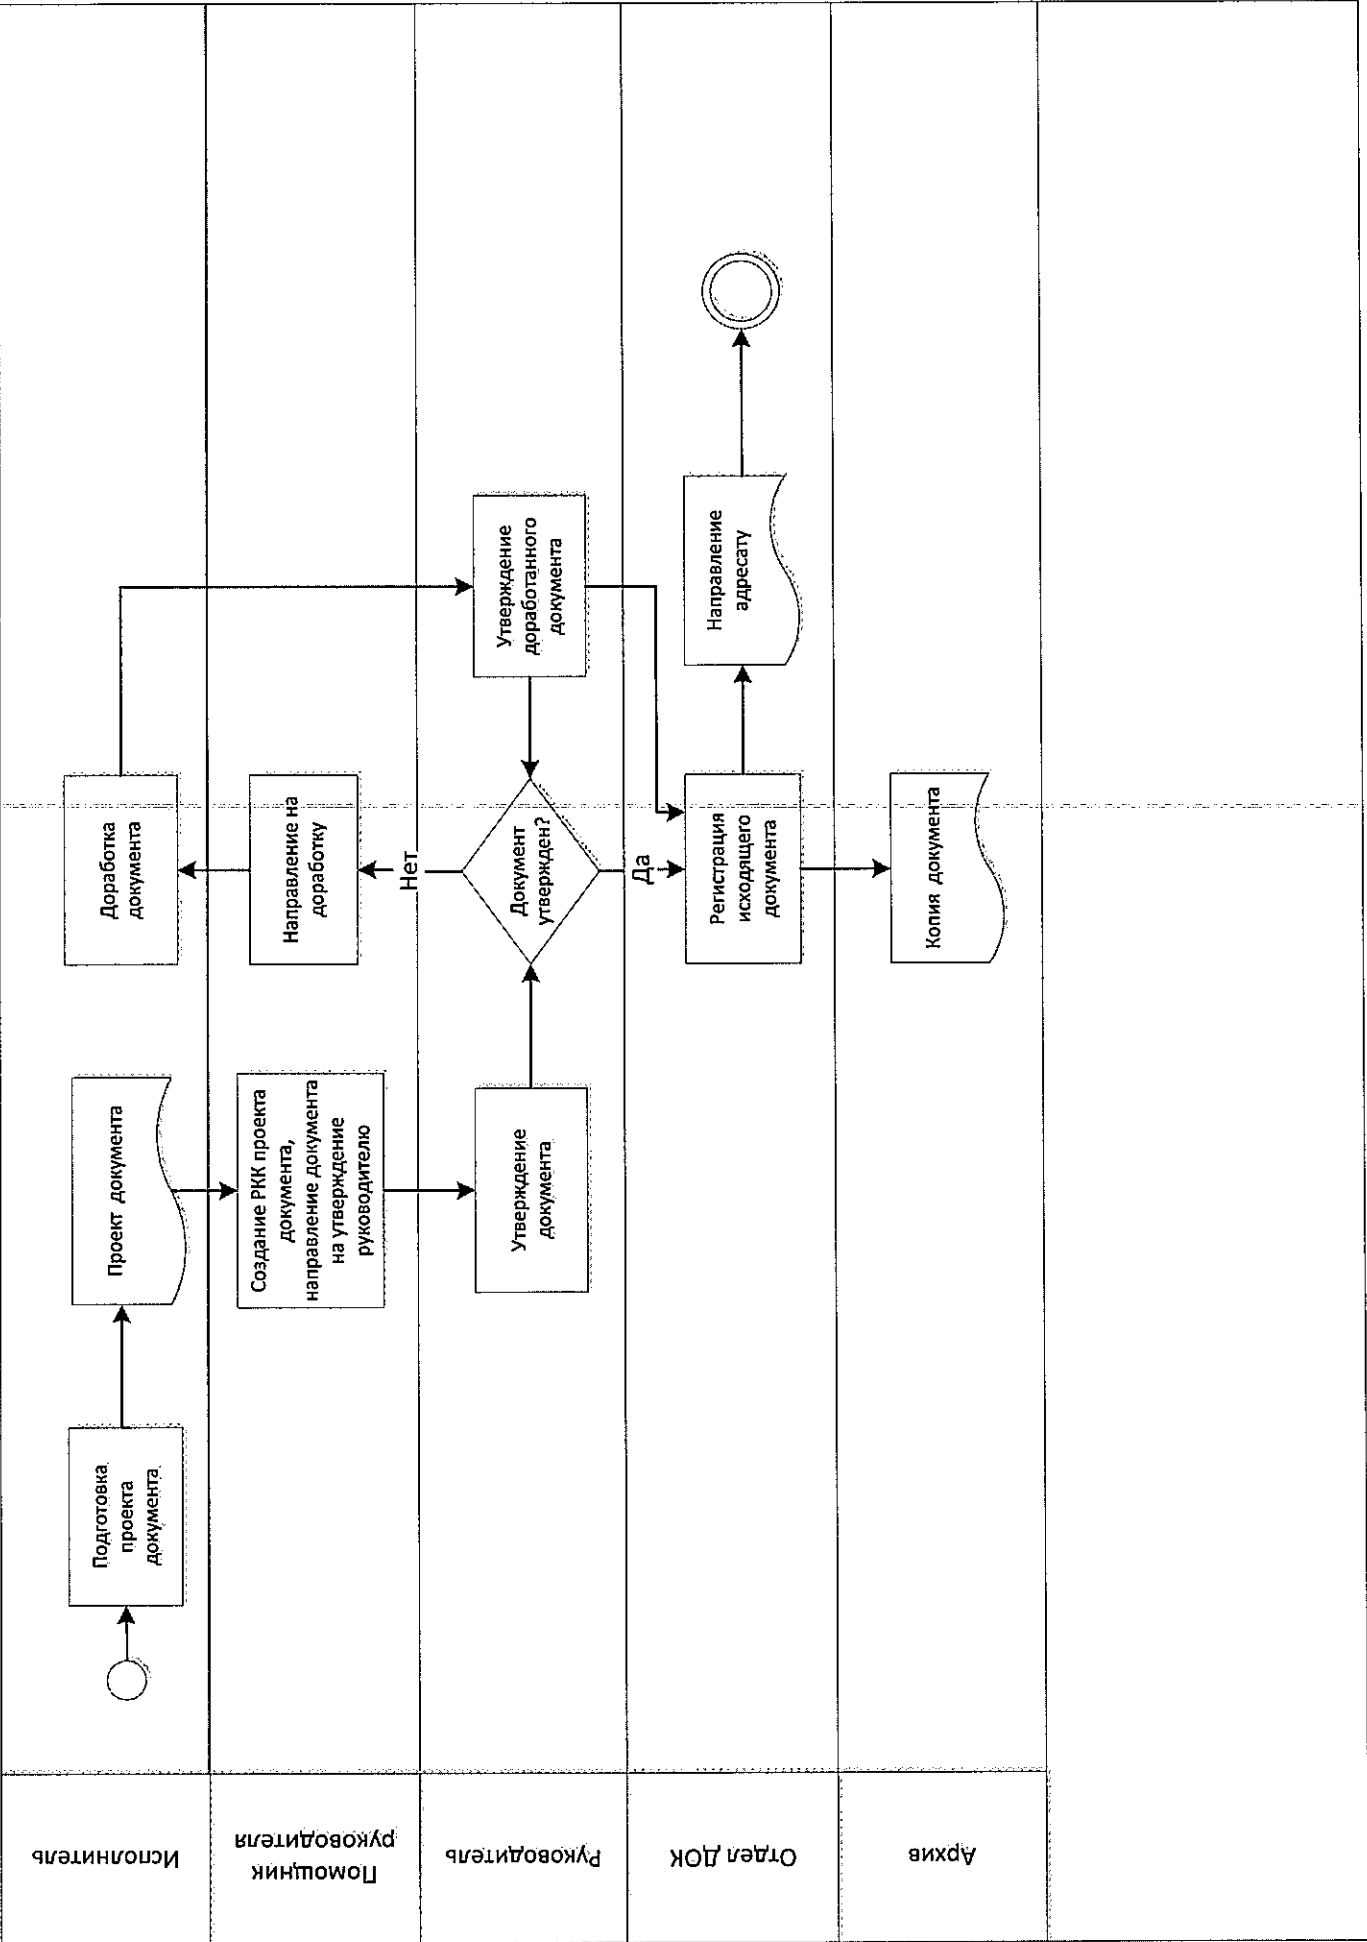 Исполнитель
Подготовка
проекта
документа
Проект документа
Доработка
документа
Помощник
руководителя
Создание РКК проекта
документа,
направление документа
на утверждение
руководителю
Направление на
доработку
Нет
Руководитель
Утверждение
документа
Документ
утвержден?
Утверждение
доработанного
документа
Да
Отдел ДОК
Регистрация
исходящего
документа
Направление
адресату
Архив
Копия документа